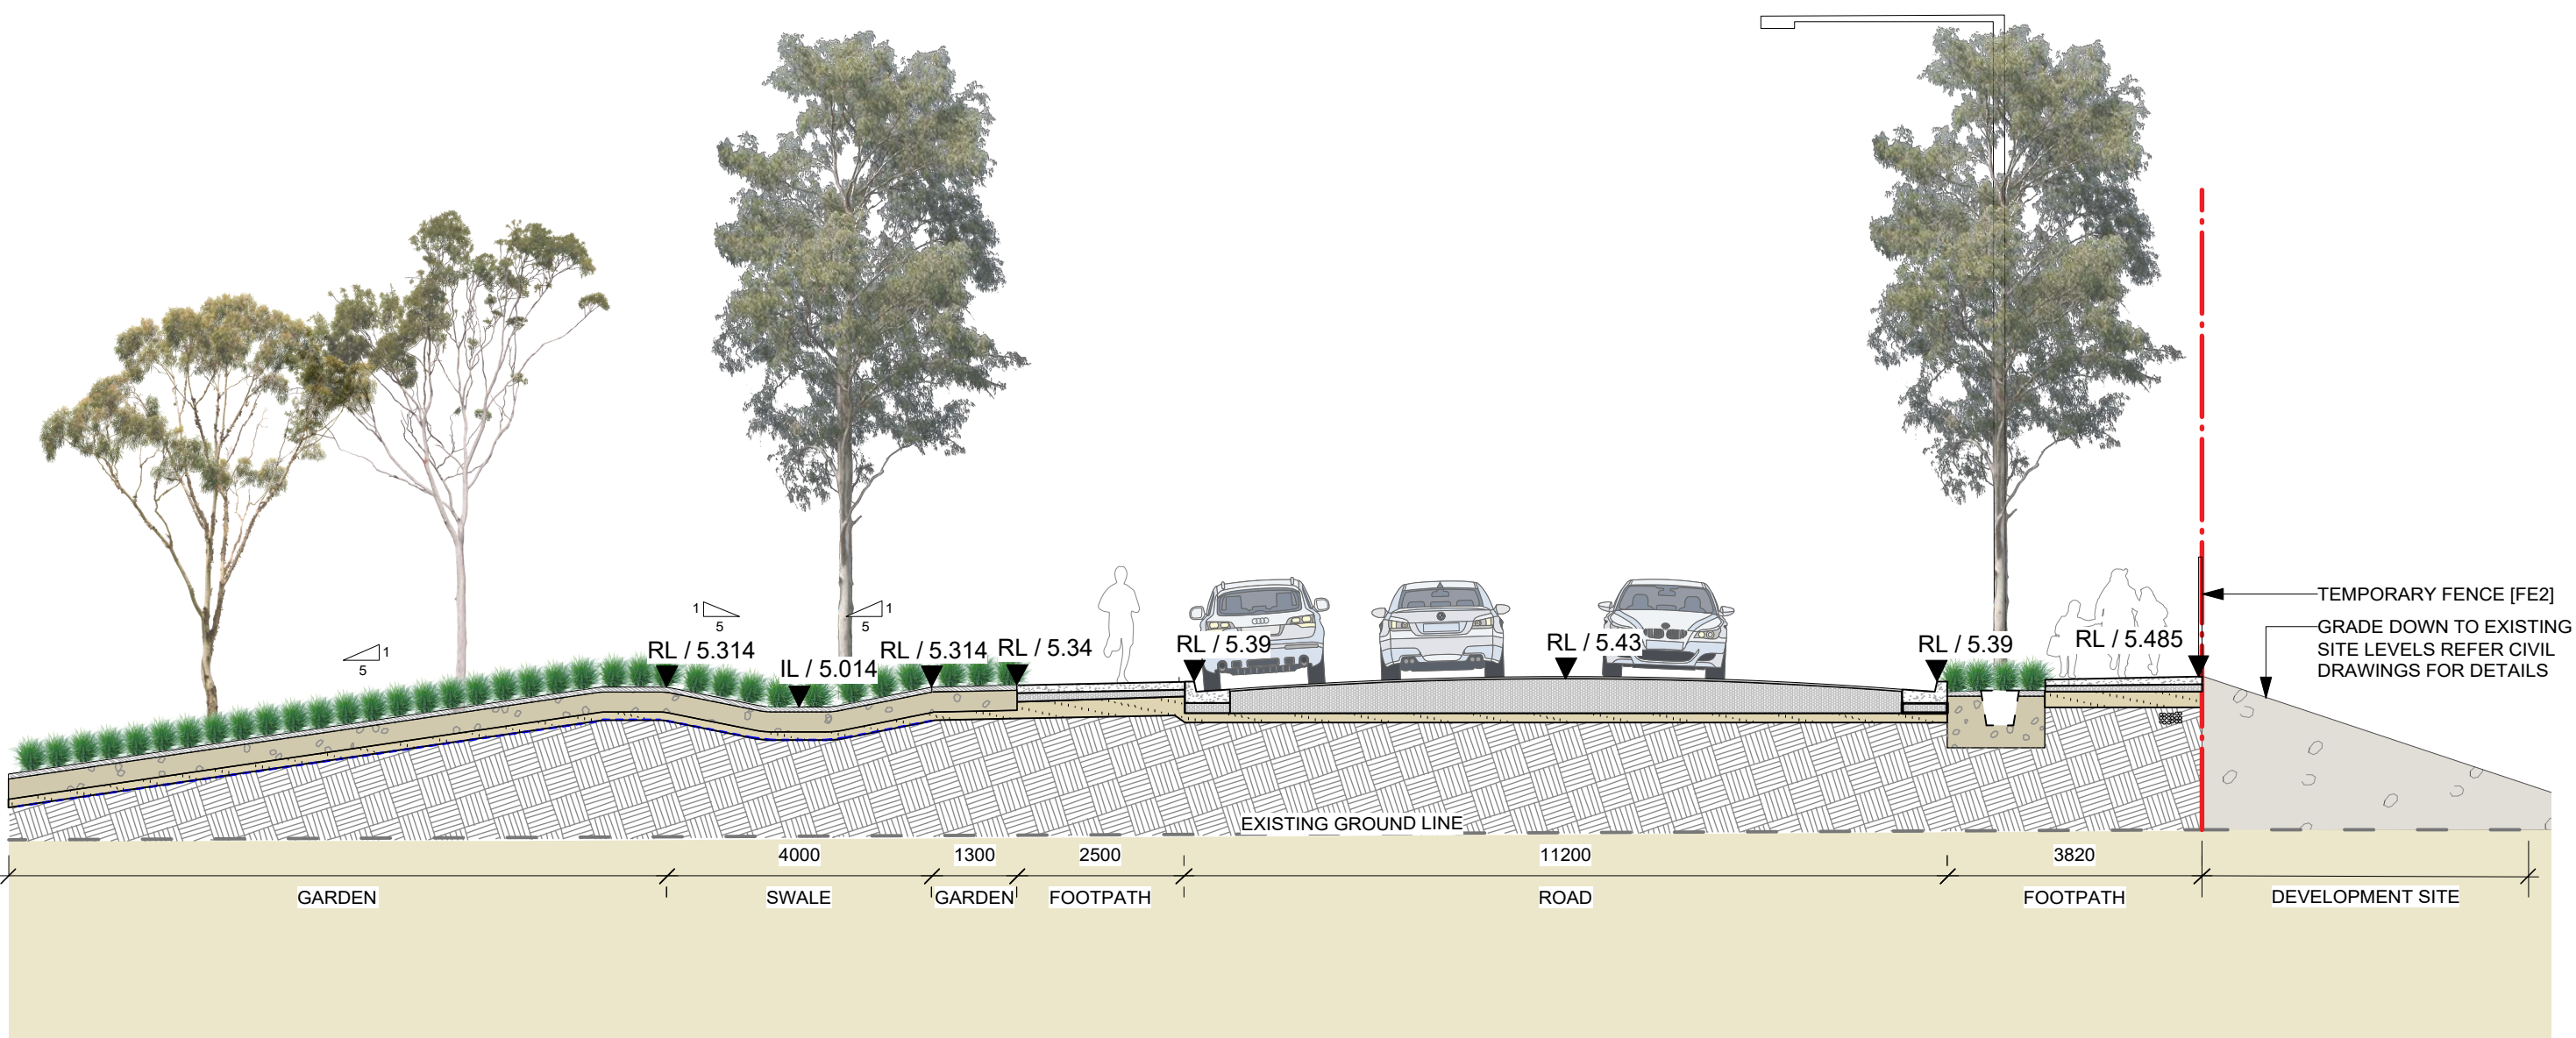 TEMPORARY FENCE [FE2]
GRADE DOWN TO EXISTING
SITE LEVELS REFER CIVIL
DRAWINGS FOR DETAILS
1
5
1
5
1
5
RL / 5.314
IL / 5.014
RL / 5.314
RL / 5.34
RL / 5.39
RL / 5.43
RL / 5.39
RL / 5.485
EXISTING GROUND LINE
4000
1300
2500
11200
3820
GARDEN
SWALE
GARDEN
FOOTPATH
ROAD
FOOTPATH
DEVELOPMENT SITE